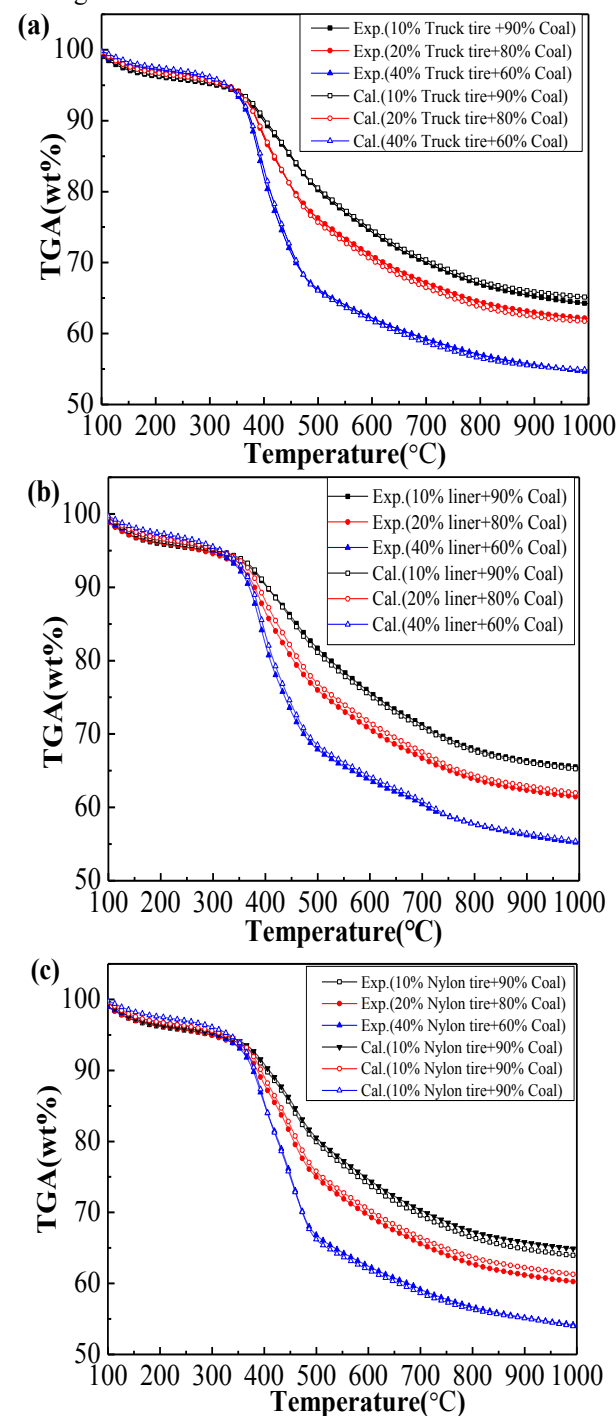 (a)
Exp.(10% Truck tire +90% Coal)
Exp.(20% Truck tire+80% Coal)
Exp.(40% Truck tire+60% Coal)
Cal.(10% Truck tire+90% Coal)
Cal.(20% Truck tire+80% Coal)
Cal.(40% Truck tire+60% Coal)
TGA(wt%)
100
90
80
70
60
50
100 200 300 400 500 600 700 800 900 1000
Temperature(°C)
(b)
Exp.(10% liner+90% Coal)
Exp.(20% liner+80% Coal)
Exp.(40% liner+60% Coal)
Cal.(10% liner+90% Coal)
Cal.(20% liner+80% Coal)
Cal.(40% liner+60% Coal)
TGA(wt%)
100
90
80
70
60
50
100 200 300 400 500 600 700 800 900 1000
Temperature(°C)
(c)
Exp.(10% Nylon tire+90% Coal)
Exp.(20% Nylon tire+80% Coal)
Exp.(40% Nylon tire+60% Coal)
Cal.(10% Nylon tire+90% Coal)
Cal.(10% Nylon tire+90% Coal)
Cal.(10% Nylon tire+90% Coal)
TGA(wt%)
100
90
80
70
60
50
100 200 300 400 500 600 700 800 900 1000
Temperature(°C)